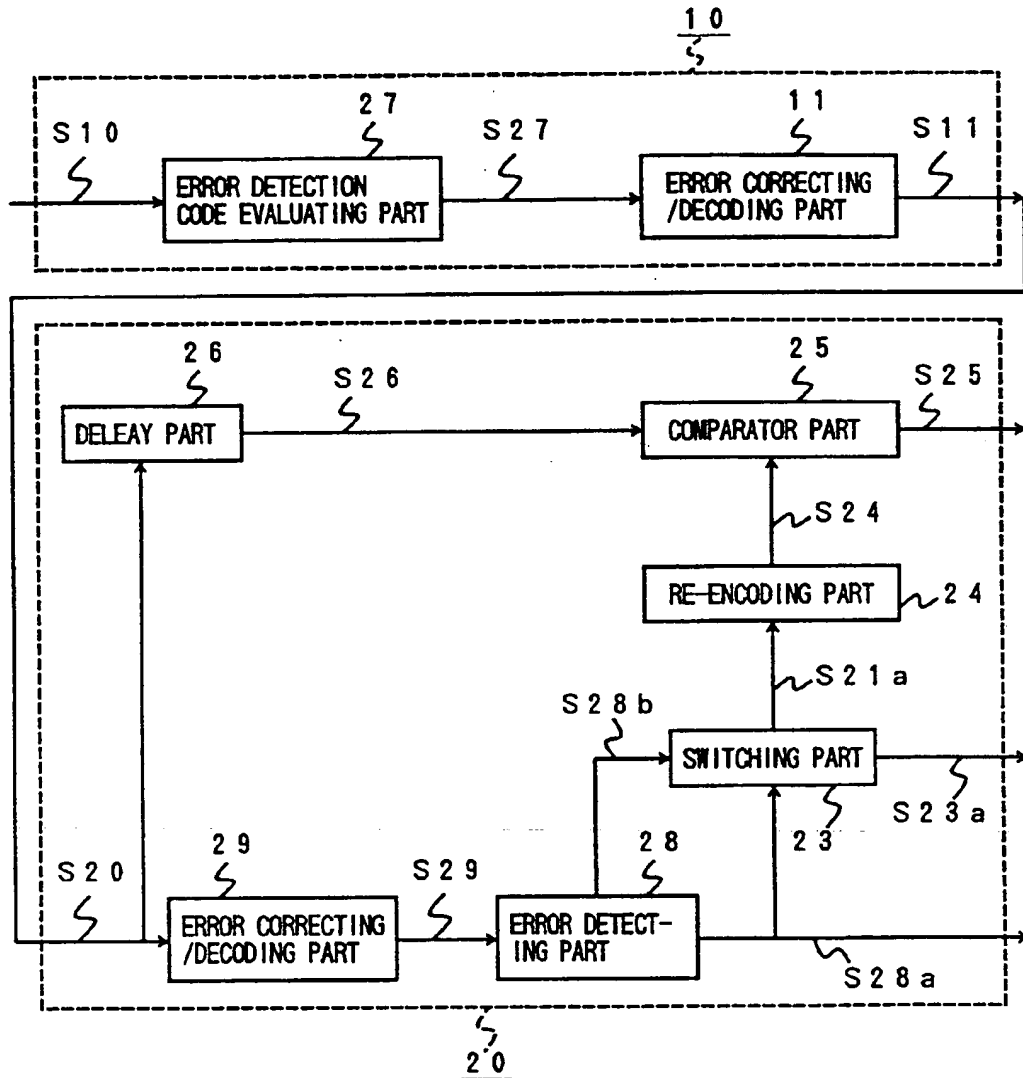 10
27
11
S10
S27
S11
ERROR DETECTION
CODE EVALUATING PART
ERROR CORRECTING
/DECODING PART
26
S26
25
S25
DELEAY PART
COMPARATOR PART
S24
RE-ENCODING PART
24
S21a
S28b
SWITCHING PART
S23a
23
S20
29
S29
28
ERROR CORRECTING
/DECODING PART
ERROR DETECT-
ING PART
S28a
20